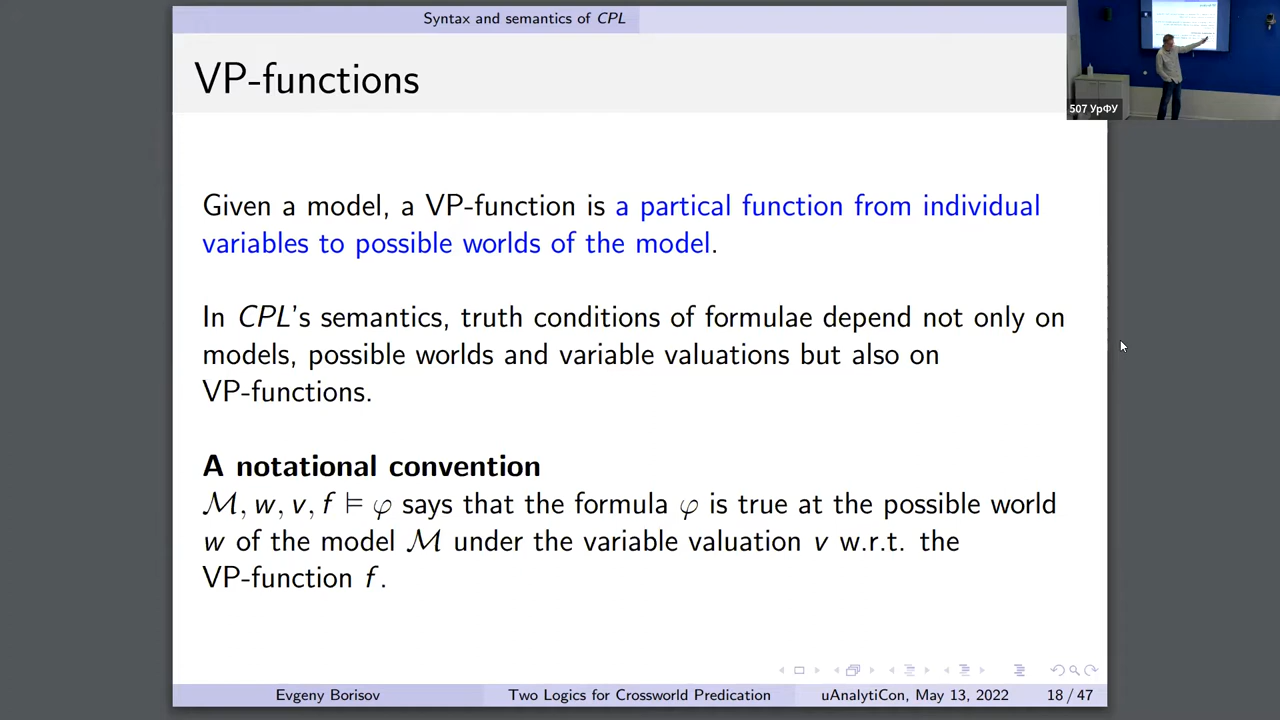 Syntax and semantics of CPL
VP-functions
507 УрФУ
Given a model, a VP-function is a partical function from individual
variables to possible worlds of the model.
In CPL's semantics, truth conditions of formulae depend not only on
models, possible worlds and variable valuations but also on
VP-functions.
A notational convention
ℳ, w, v, f ⊨ φ says that the formula φ is true at the possible world
w of the model ℳ under the variable valuation v w.r.t. the
VP-function f.
Evgeny Borisov Two Logics for Crossworld Predication uAnalytiCon, May 13, 2022 18 / 47